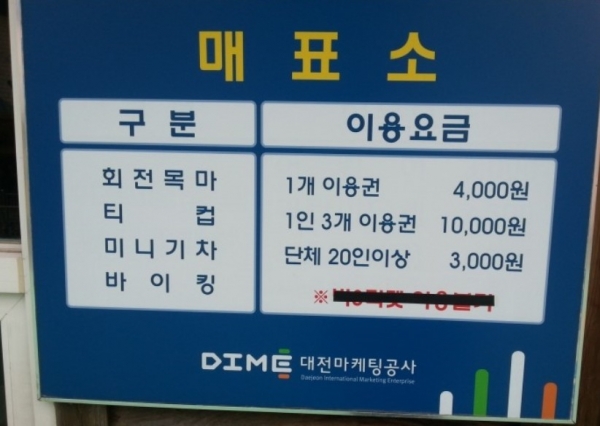 매표소
구분 이용요금
회전목마 1개 이용권 4,000원
티컵 1인 3개 이용권 10,000원
미니기차 단체 20인이상 3,000원
바이킹
※
DIME 대전마케팅공사
Daejeon International Marketing Enterprise